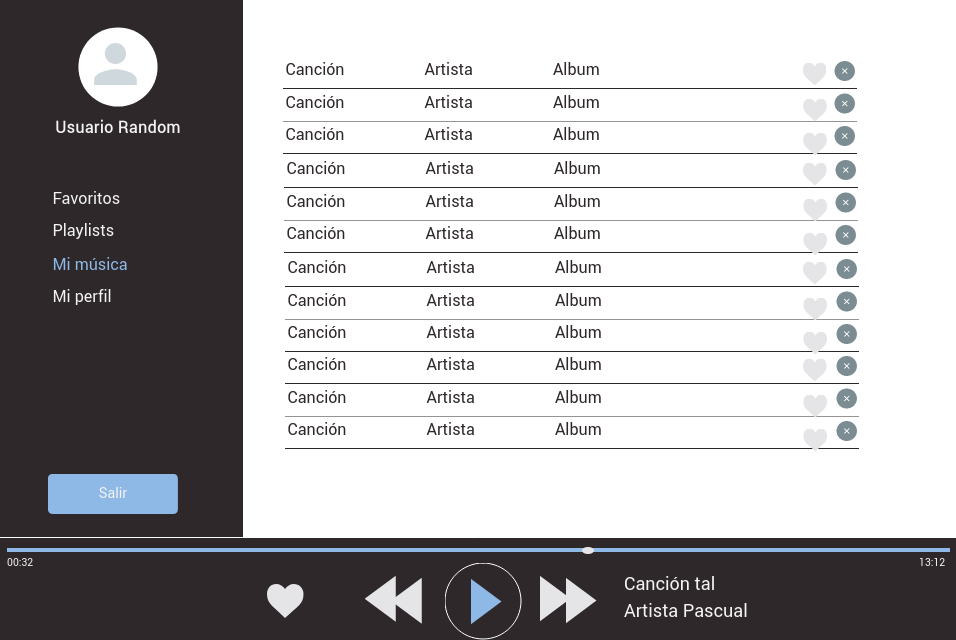 Usuario Random
Favoritos
Playlists
Mi música
Mi perfil
Salir
Canción Artista Album
Canción Artista Album
Canción Artista Album
Canción Artista Album
Canción Artista Album
Canción Artista Album
Canción Artista Album
Canción Artista Album
Canción Artista Album
Canción Artista Album
Canción Artista Album
Canción Artista Album
00:32 13:12
Canción tal
Artista Pascual